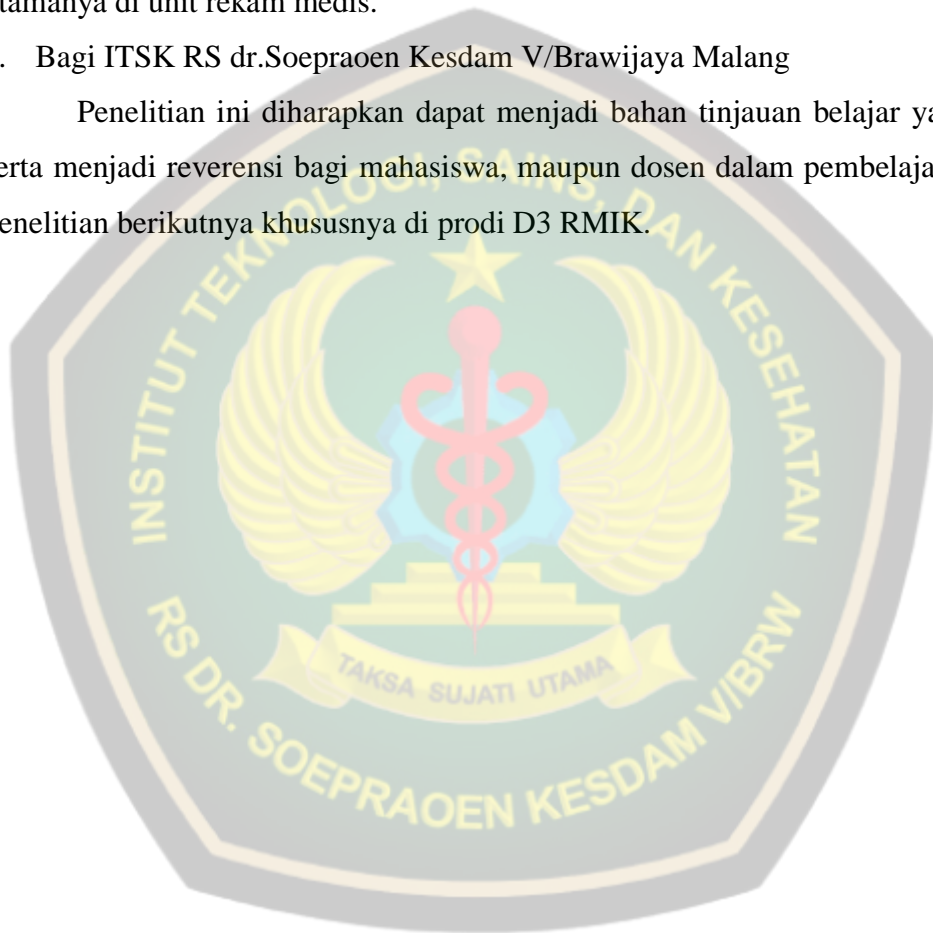 tamanya di unit rekam medis.
. Bagi ITSK RS dr.Soepraoen Kesdam V/Brawijaya Malang
Penelitian ini diharapkan dapat menjadi bahan tinjauan belajar ya
erta menjadi reverensi bagi mahasiswa, maupun dosen dalam pembelaja
enelitian berikutnya khususnya di prodi D3 RMIK.
INSTITUT TEKNOLOGI, SAINS, DAN KESEHATAN
TAKSA SUJATI UTAMA
RS DR. SOEPRAOEN KESDAM V/BRW